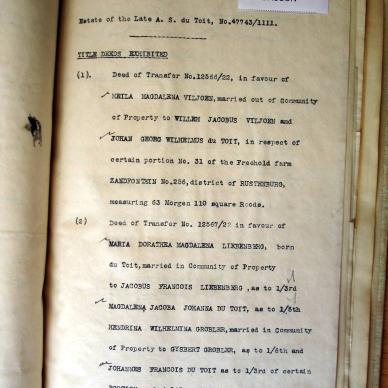 Estate of the Late A. S. du Toit, No.47743/1111.
TITLE DEEDS EXHIBITED
(1). Deed of Transfer No.12566/22, in favour of
MEILA MAGDALENA VILJOEN, married out of Community
of Property to WILLEM JACOBUS VILJOEN and
JOHAN GEORG WILHELMUS du TOIT, in respect of
certain portion No. 31 of the Freehold farm
ZANDFONTEIN No.256, district of RUSTENBURG,
measuring 63 Morgen 110 square Roods.
(2) Deed of Transfer No. 12567/22 in favour of
MARIA DORATHEA MAGDALENA LIEBENBERG, born
du Toit, married in Community of Property
to JACOBUS FRANCOIS LIEBENBERG, as to 1/3rd
MAGDALENA JACOBA JOHANNA DU TOIT, as to 1/6th
HENDRINA WILHELMINA GROBLER, married in Community
of Property to GYSBERT GROBLER, as to 1/6th and
JOHANNES FRANCOIS DU TOIT as to 1/3rd of certain